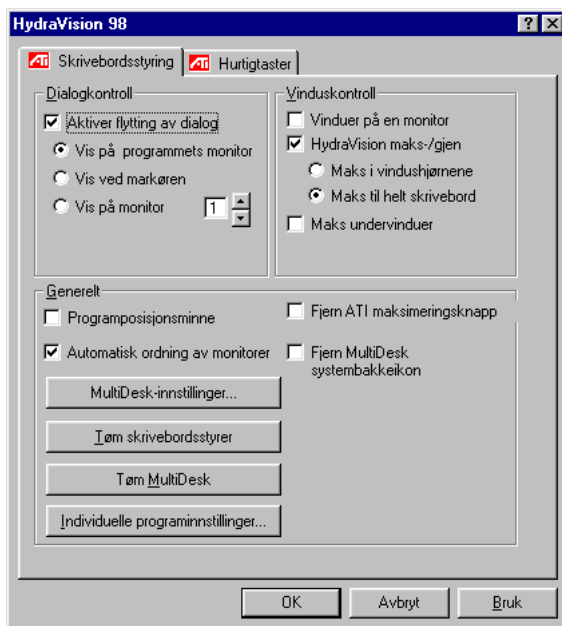 HydraVision 98
ATI Skrivebordsstyring
ATI Hurtigtaster
Dialogkontroll
Aktiver flytting av dialog
Vis på programmets monitor
Vis ved markøren
Vis på monitor 1
Vinduskontroll
Vinduer på en monitor
HydraVision maks-/gjen
Maks i vindushjørnene
Maks til helt skrivebord
Maks undervinduer
Generelt
Programposisjonsminne
Automatisk ordning av monitorer
Fjern ATI maksimeringsknapp
Fjern MultiDesk
systembakkeikon
MultiDesk-innstillinger...
Tøm skrivebordsstyrer
Tøm MultiDesk
Individuelle programinnstillinger...
OK
Avbryt
Bruk